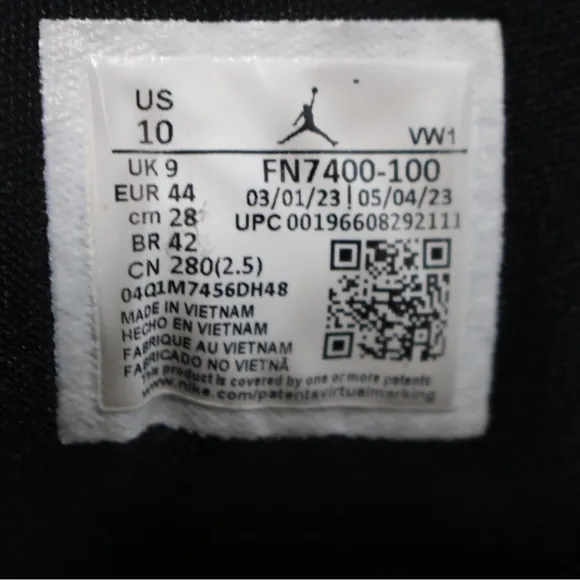 US
10
VW1
UK 9
FN7400-100
EUR 44
03/01/23 | 05/04/23
cm 28
UPC 00196608292111
BR 42
CN 280(2.5)
04Q1M7456DH48
MADE IN VIETNAM
HECHO EN VIETNAM
FABRIQUE AU VIETNAM
FABRICADO NO VIETNÃ
This product is covered by one or more patents:
www.nike.com/patentsvirtualmarking